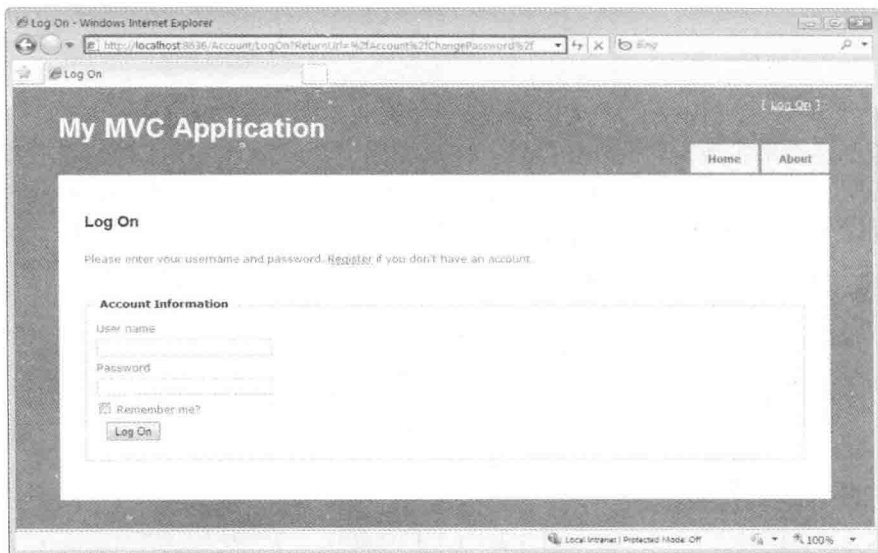 Log On - Windows Internet Explorer
http://localhost:8636/Account/LogOn?ReturnUrl=%2fAccount%2fChangePassword%2f
Bing
Log On
[ Log On ]
My MVC Application
Home
About
Log On
Please enter your username and password. Register if you don't have an account.
Account Information
User name
Password
Remember me?
Log On
Local intranet | Protected Mode: Off
100%